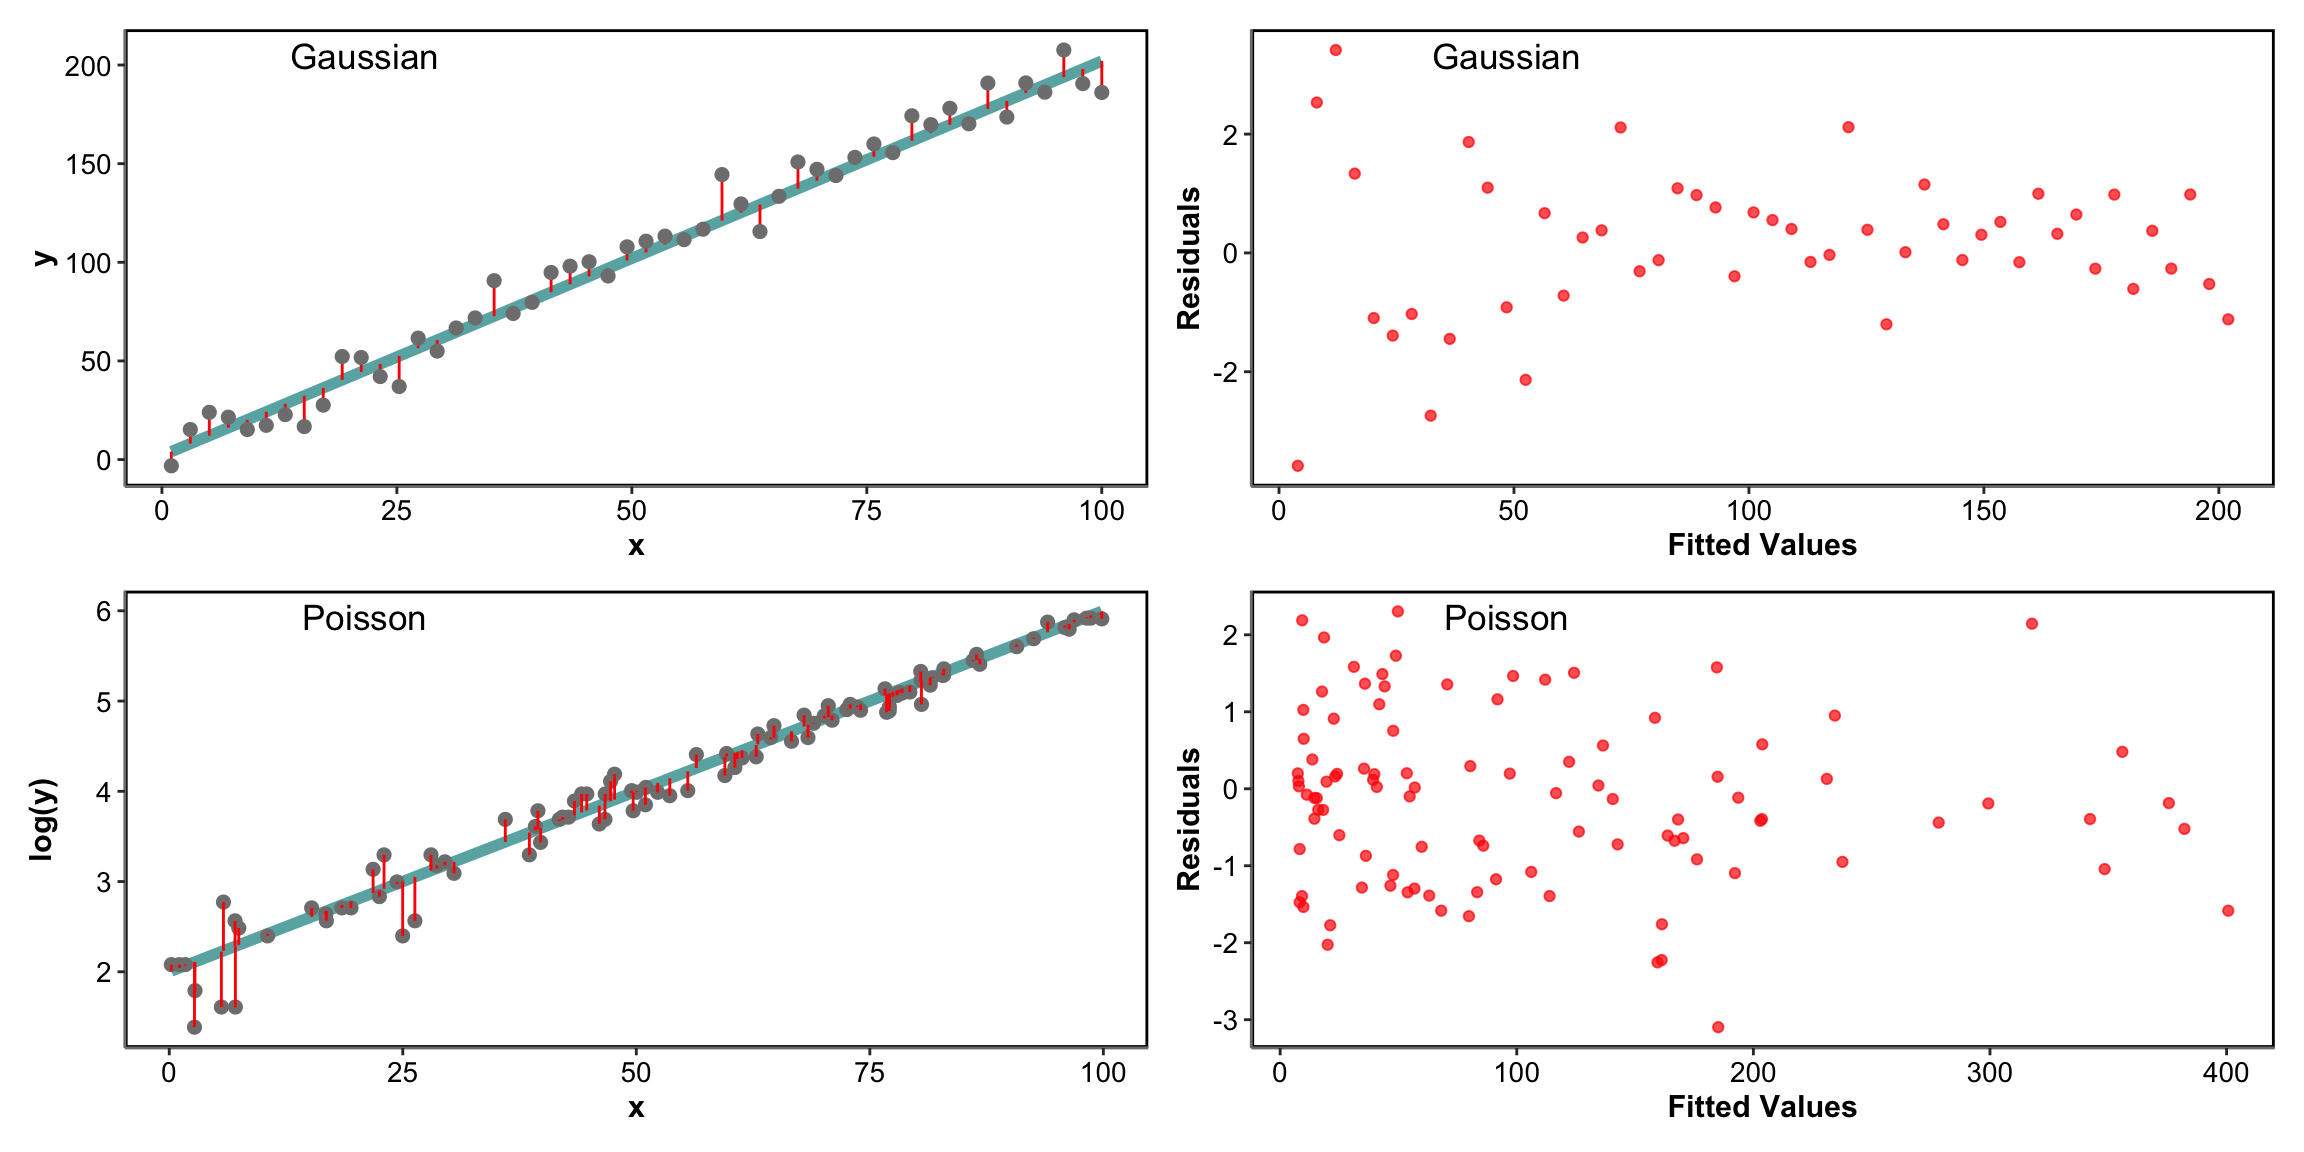 Gaussian
200
150
100
50
0
y
0 25 50 75 100
x
Gaussian
2
0
-2
Residuals
0 50 100 150 200
Fitted Values
Poisson
6
5
4
3
2
log(y)
0 25 50 75 100
x
Poisson
2
1
0
-1
-2
-3
Residuals
0 100 200 300 400
Fitted Values